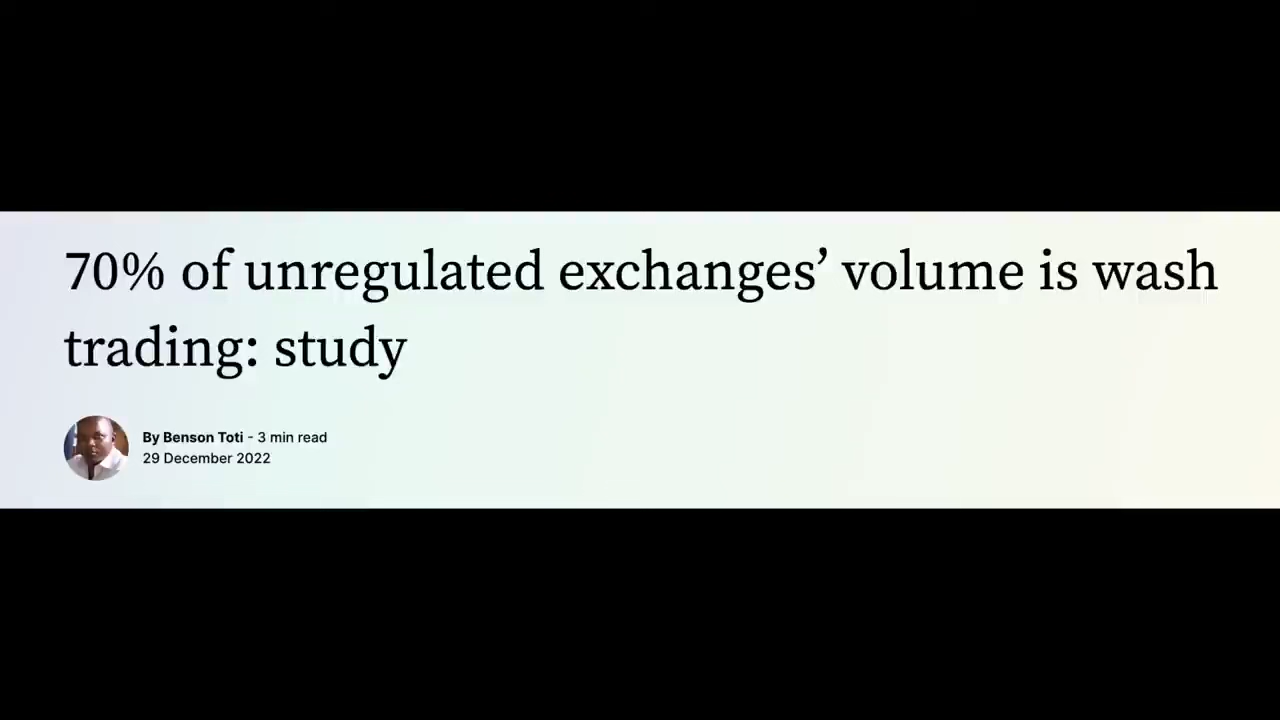 70% of unregulated exchanges’ volume is wash
trading: study
By Benson Toti - 3 min read
29 December 2022